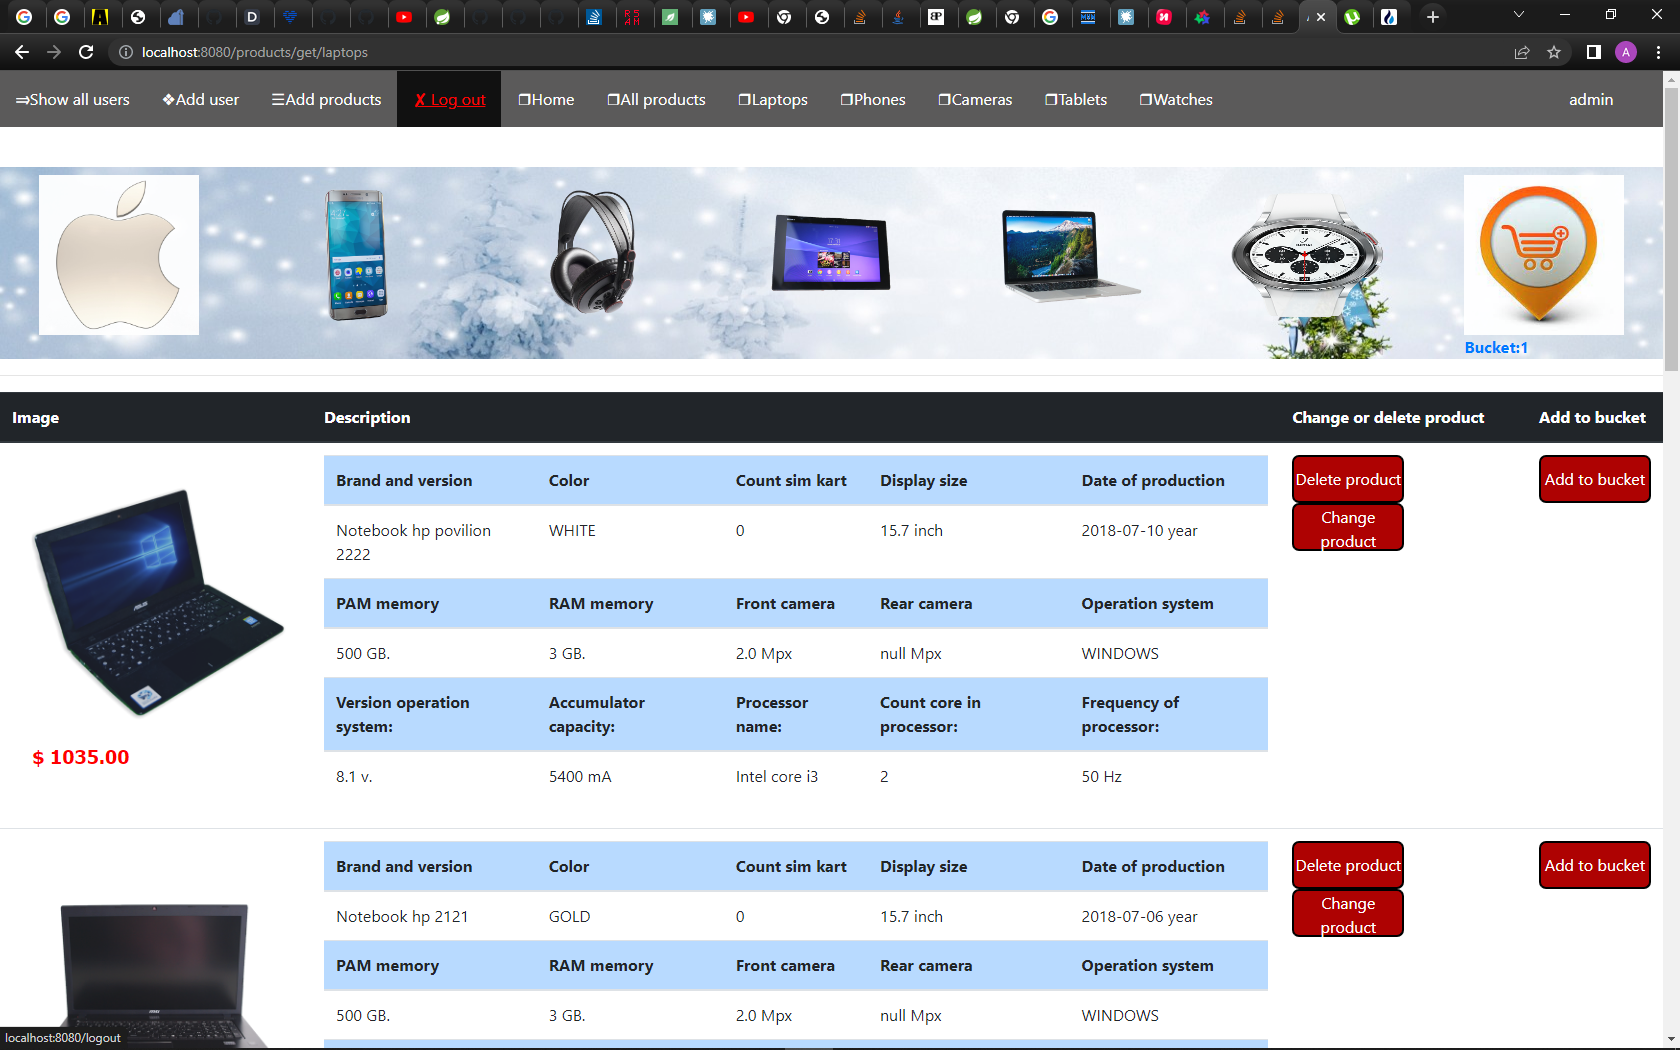 localhost:8080/products/get/laptops
A
⇒Show all users ❖Add user ☰Add products ✘ Log out ❐Home ❐All products ❐Laptops ❐Phones ❐Cameras ❐Tablets ❐Watches admin
Bucket:1
Image Description Change or delete product Add to bucket
Brand and version Color Count sim kart Display size Date of production
Delete product Add to bucket
Notebook hp povilion 2222 WHITE 0 15.7 inch 2018-07-10 year
Change product
PAM memory RAM memory Front camera Rear camera Operation system
500 GB. 3 GB. 2.0 Mpx null Mpx WINDOWS
Version operation system: Accumulator capacity: Processor name: Count core in processor: Frequency of processor:
$ 1035.00
8.1 v. 5400 mA Intel core i3 2 50 Hz
Brand and version Color Count sim kart Display size Date of production
Delete product Add to bucket
Notebook hp 2121 GOLD 0 15.7 inch 2018-07-06 year
Change product
PAM memory RAM memory Front camera Rear camera Operation system
500 GB. 3 GB. 2.0 Mpx null Mpx WINDOWS
localhost:8080/logout